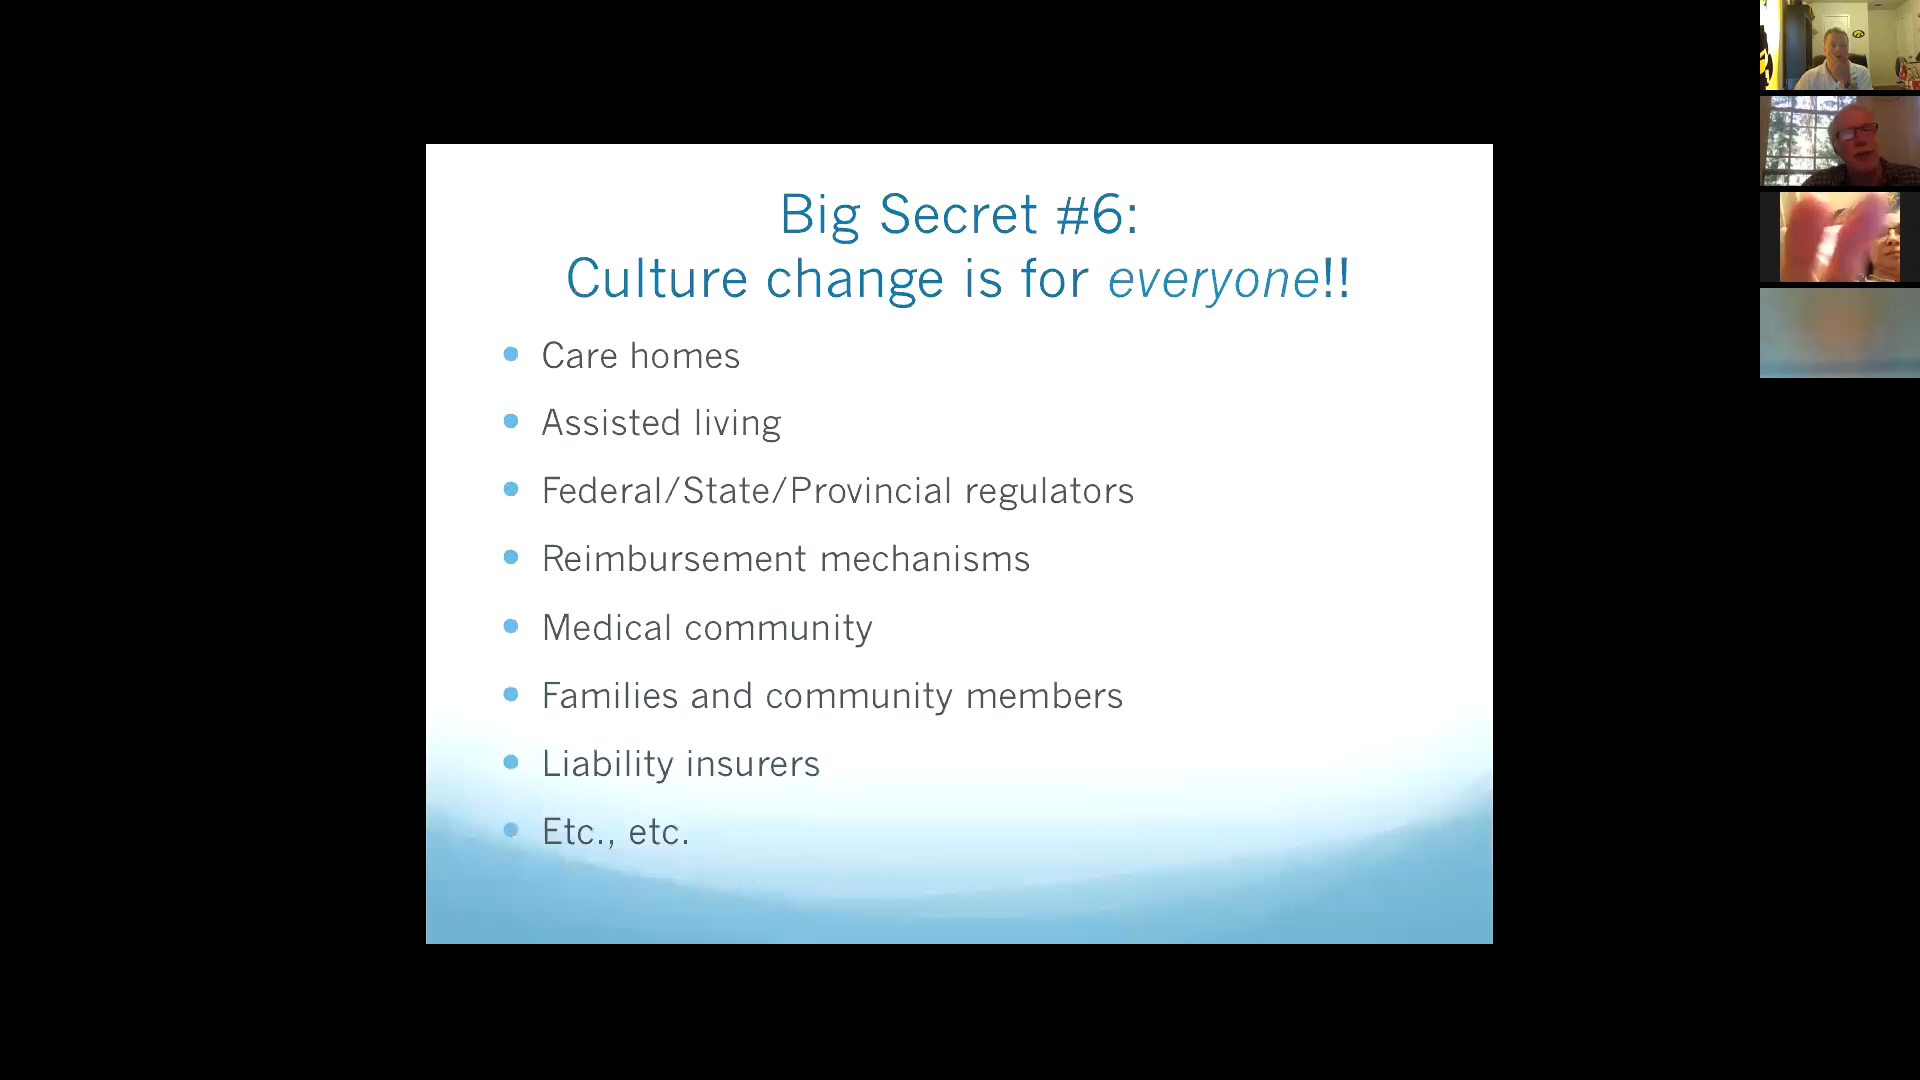 Big Secret #6:
Culture change is for everyone!!
Care homes
Assisted living
Federal/State/Provincial regulators
Reimbursement mechanisms
Medical community
Families and community members
Liability insurers
Etc., etc.